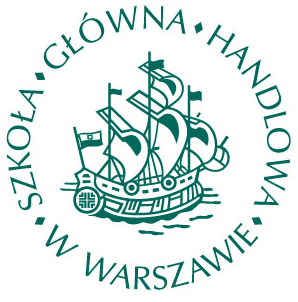 SZKOŁA • GŁÓWNA • HANDLOWA • W WARSZAWIE •